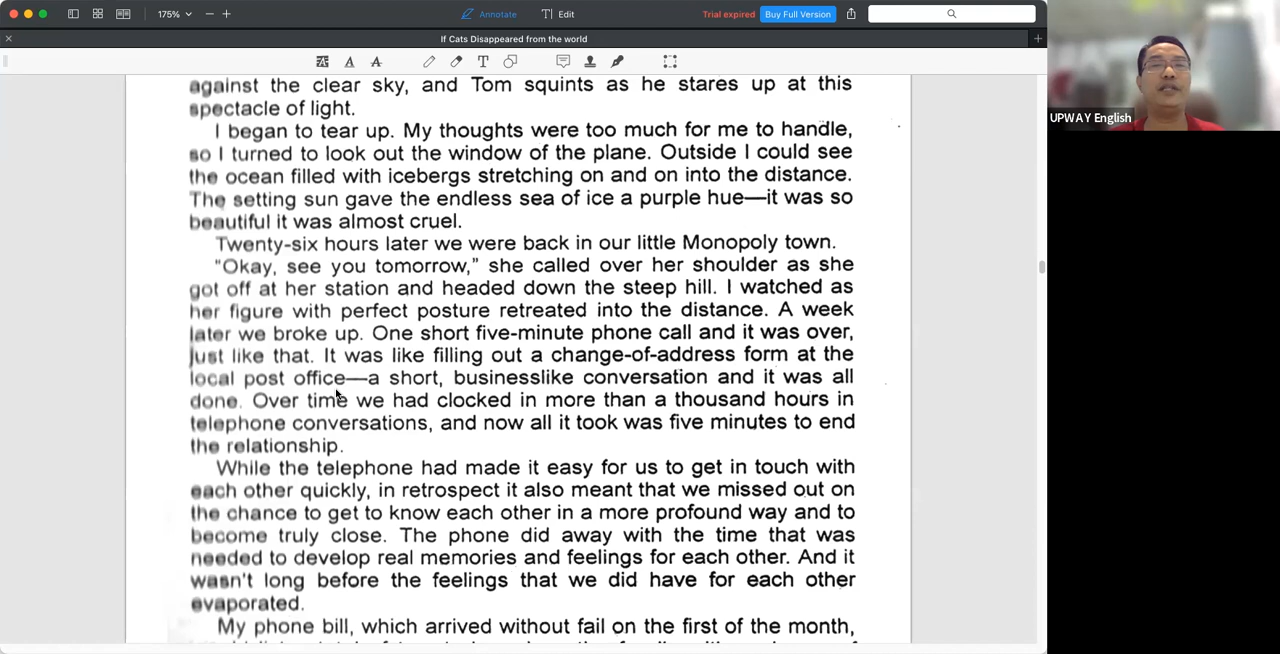 175%
Annotate
Edit
Trial expired
Buy Full Version
If Cats Disappeared from the world
against the clear sky, and Tom squints as he stares up at this
spectacle of light.
I began to tear up. My thoughts were too much for me to handle,
so I turned to look out the window of the plane. Outside I could see
the ocean filled with icebergs stretching on and on into the distance.
The setting sun gave the endless sea of ice a purple hue—it was so
beautiful it was almost cruel.
Twenty-six hours later we were back in our little Monopoly town.
"Okay, see you tomorrow," she called over her shoulder as she
got off at her station and headed down the steep hill. I watched as
her figure with perfect posture retreated into the distance. A week
later we broke up. One short five-minute phone call and it was over,
just like that. It was like filling out a change-of-address form at the
local post office—a short, businesslike conversation and it was all
done. Over time we had clocked in more than a thousand hours in
telephone conversations, and now all it took was five minutes to end
the relationship.
While the telephone had made it easy for us to get in touch with
each other quickly, in retrospect it also meant that we missed out on
the chance to get to know each other in a more profound way and to
become truly close. The phone did away with the time that was
needed to develop real memories and feelings for each other. And it
wasn't long before the feelings that we did have for each other
evaporated.
My phone bill, which arrived without fail on the first of the month,
UPWAY English